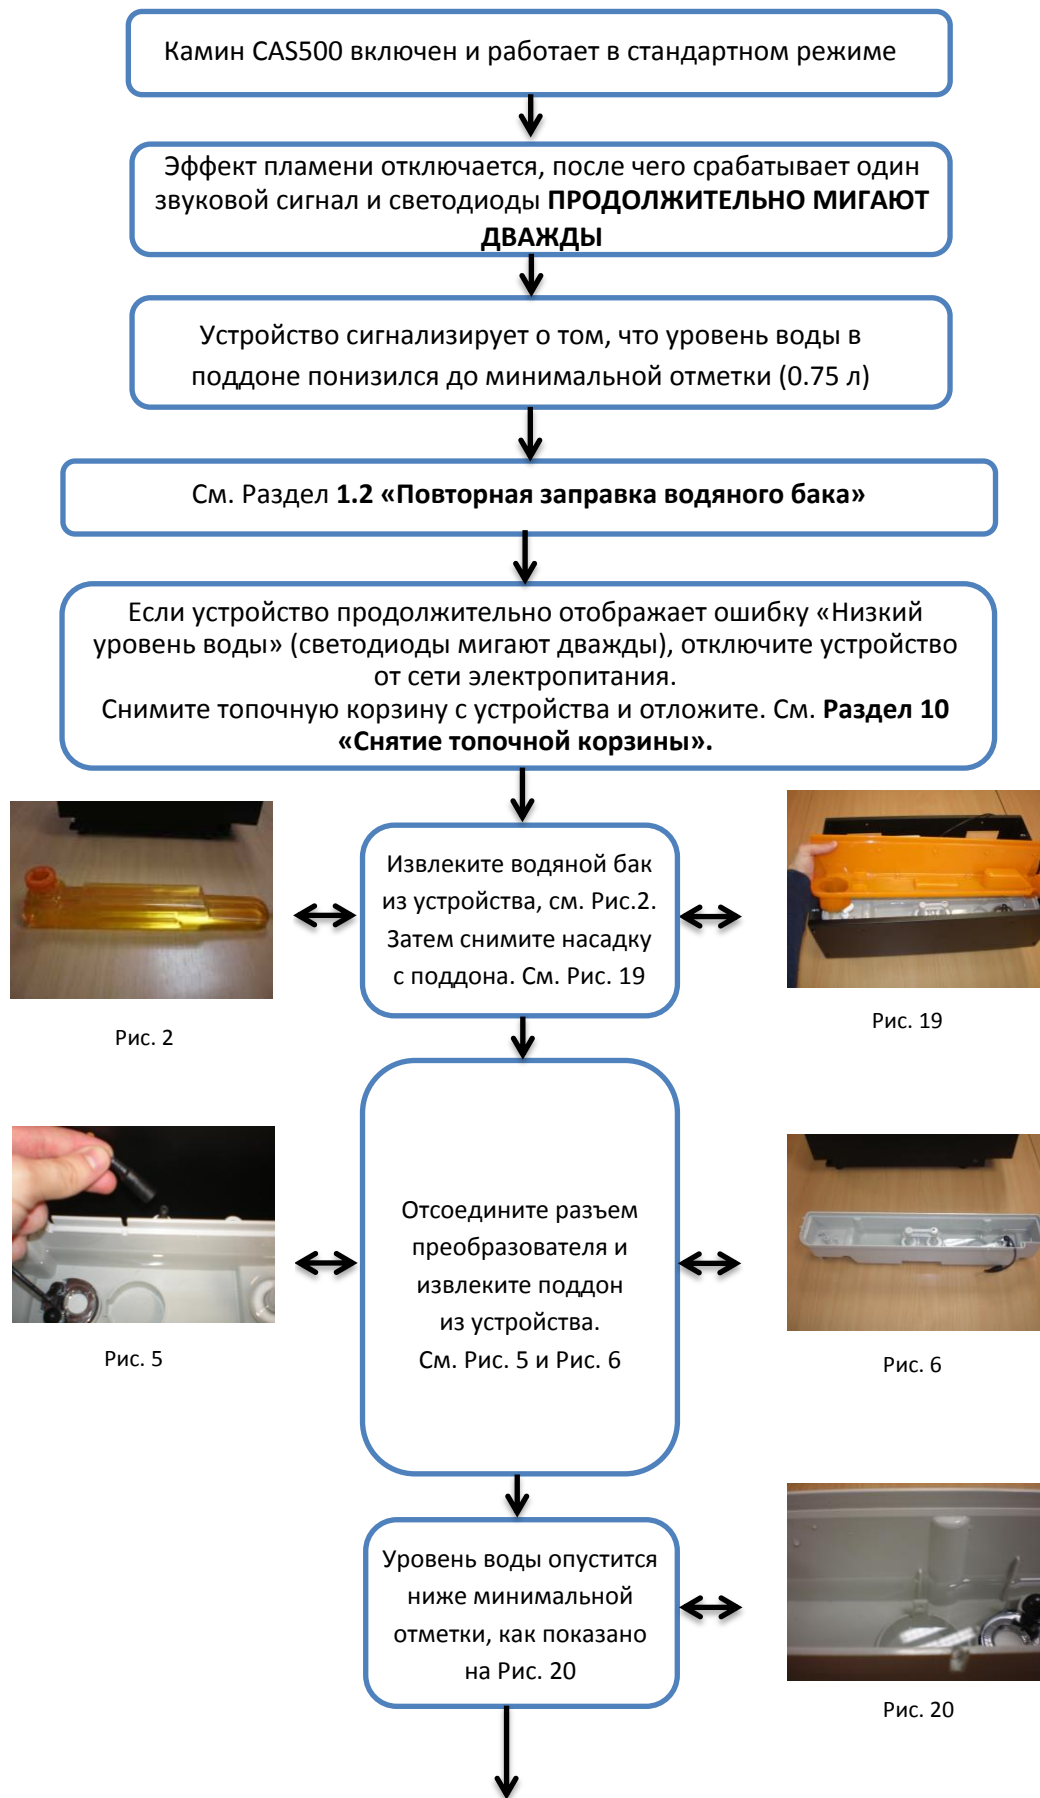 Камин CAS500 включен и работает в стандартном режиме
Эффект пламени отключается, после чего срабатывает один
звуковой сигнал и светодиоды ПРОДОЛЖИТЕЛЬНО МИГАЮТ
ДВАЖДЫ
Устройство сигнализирует о том, что уровень воды в
поддоне понизился до минимальной отметки (0.75 л)
См. Раздел 1.2 «Повторная заправка водяного бака»
Если устройство продолжительно отображает ошибку «Низкий
уровень воды» (светодиоды мигают дважды), отключите устройство
от сети электропитания.
Снимите топочную корзину с устройства и отложите. См. Раздел 10
«Снятие топочной корзины».
Извлеките водяной бак
из устройства, см. Рис.2.
Затем снимите насадку
с поддона. См. Рис. 19
Рис. 2
Рис. 19
Отсоедините разъем
преобразователя и
извлеките поддон
из устройства.
См. Рис. 5 и Рис. 6
Рис. 5
Рис. 6
Уровень воды опустится
ниже минимальной
отметки, как показано
на Рис. 20
Рис. 20